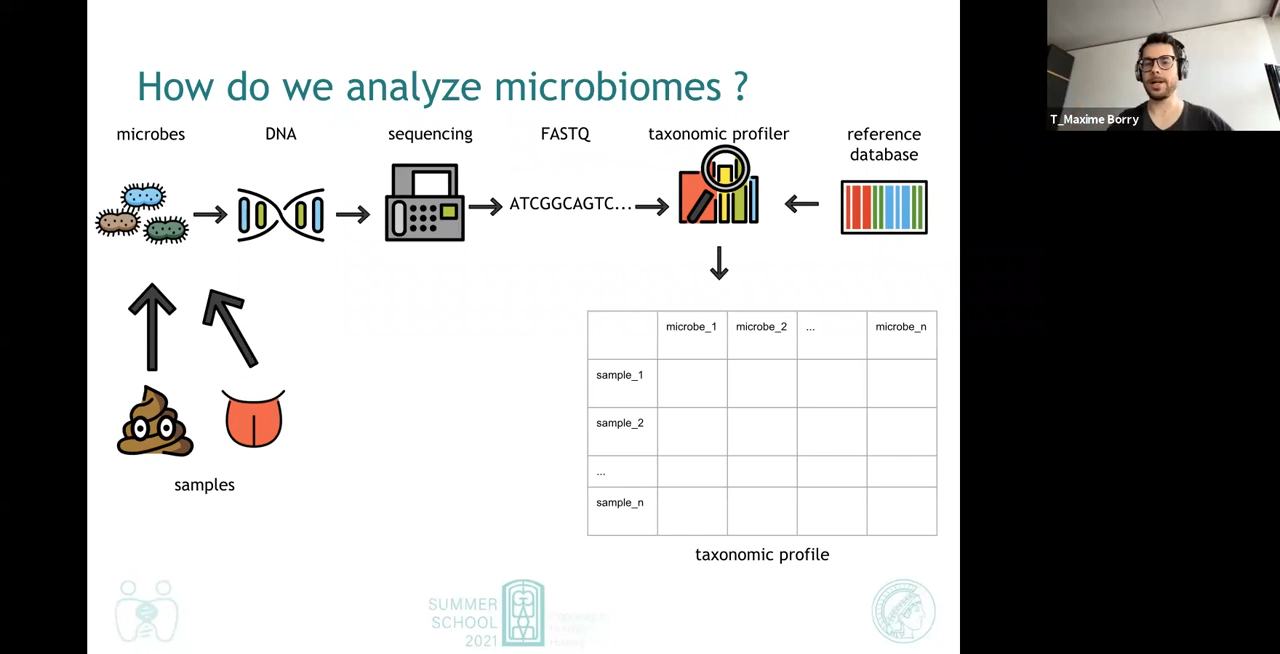 How do we analyze microbiomes ?
T_Maxime Borry
microbes
DNA
sequencing
FASTQ
taxonomic profiler
reference
database
ATCGGCAGTC...
microbe_1
microbe_2
...
microbe_n
sample_1
sample_2
...
sample_n
samples
taxonomic profile
SUMMER
SCHOOL
2021